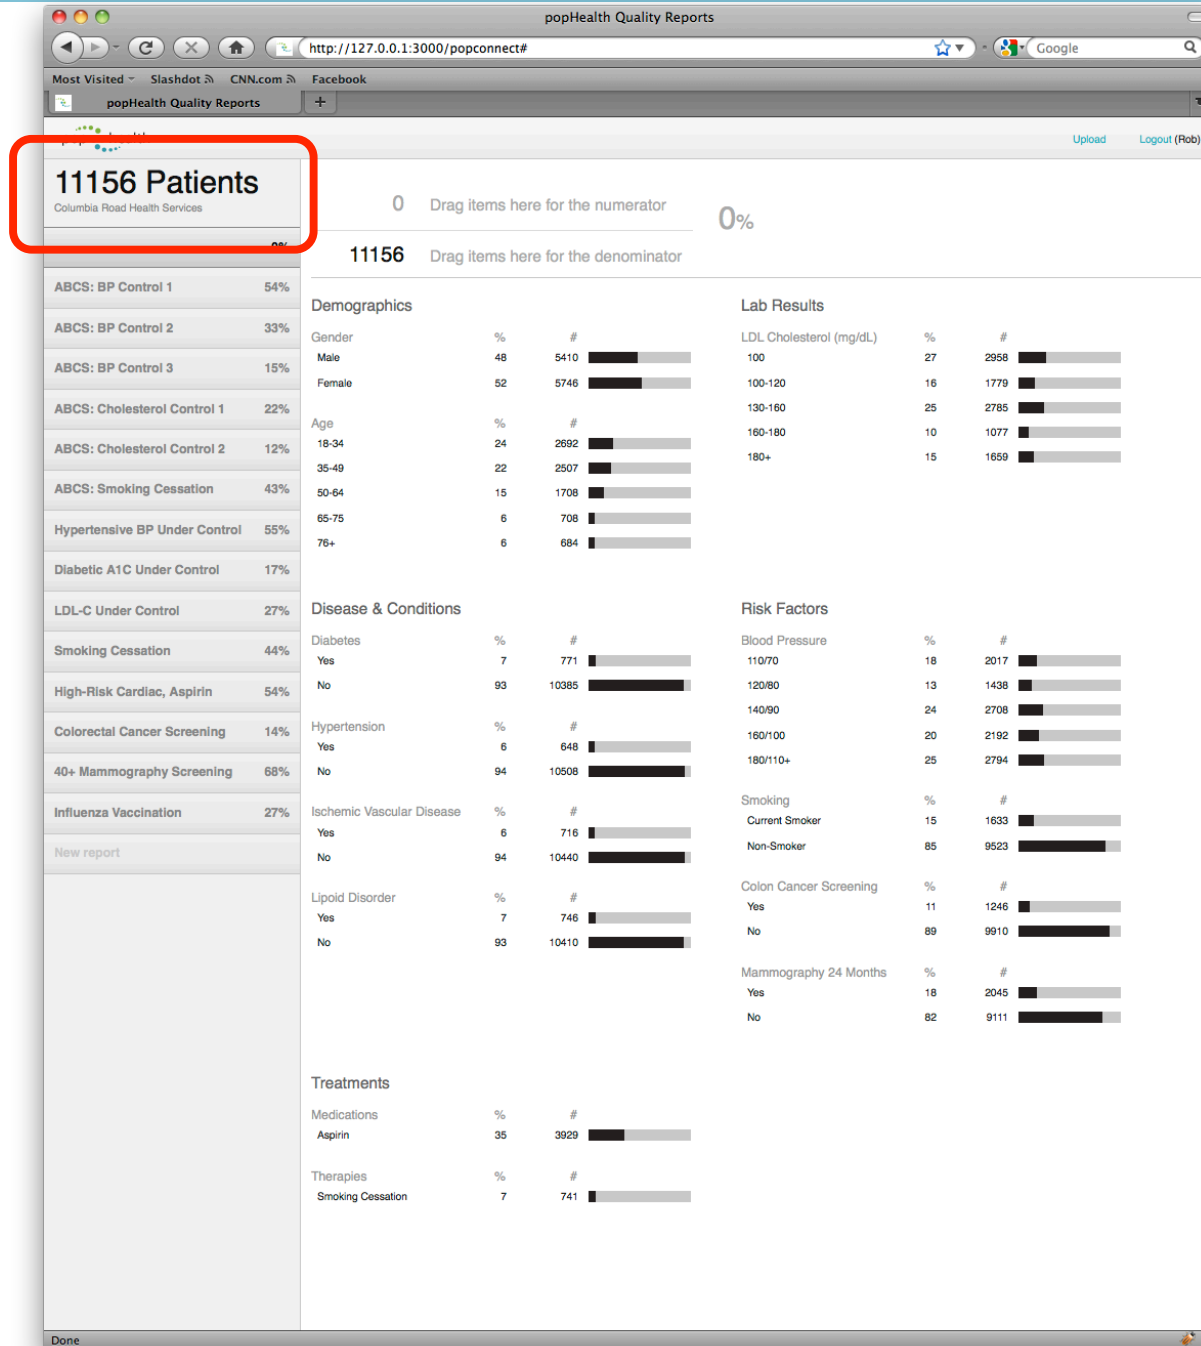 popHealth Quality Reports
http://127.0.0.1:3000/popconnect#
Google
Most Visited Slashdot CNN.com Facebook
popHealth Quality Reports +
Upload Logout (Rob)
11156 Patients
Columbia Road Health Services
0%
ABCS: BP Control 1 54%
ABCS: BP Control 2 33%
ABCS: BP Control 3 15%
ABCS: Cholesterol Control 1 22%
ABCS: Cholesterol Control 2 12%
ABCS: Smoking Cessation 43%
Hypertensive BP Under Control 55%
Diabetic A1C Under Control 17%
LDL-C Under Control 27%
Smoking Cessation 44%
High-Risk Cardiac, Aspirin 54%
Colorectal Cancer Screening 14%
40+ Mammography Screening 68%
Influenza Vaccination 27%
New report
0 Drag items here for the numerator
0%
11156 Drag items here for the denominator
Demographics
Gender % #
Male 48 5410
Female 52 5746
Age % #
18-34 24 2692
35-49 22 2507
50-64 15 1708
65-75 6 708
76+ 6 684
Lab Results
LDL Cholesterol (mg/dL) % #
100 27 2958
100-120 16 1779
130-160 25 2785
160-180 10 1077
180+ 15 1659
Disease & Conditions
Diabetes % #
Yes 7 771
No 93 10385
Hypertension % #
Yes 6 648
No 94 10508
Ischemic Vascular Disease % #
Yes 6 716
No 94 10440
Lipoid Disorder % #
Yes 7 746
No 93 10410
Risk Factors
Blood Pressure % #
110/70 18 2017
120/80 13 1438
140/90 24 2708
160/100 20 2192
180/110+ 25 2794
Smoking % #
Current Smoker 15 1633
Non-Smoker 85 9523
Colon Cancer Screening % #
Yes 11 1246
No 89 9910
Mammography 24 Months % #
Yes 18 2045
No 82 9111
Treatments
Medications % #
Aspirin 35 3929
Therapies % #
Smoking Cessation 7 741
Done